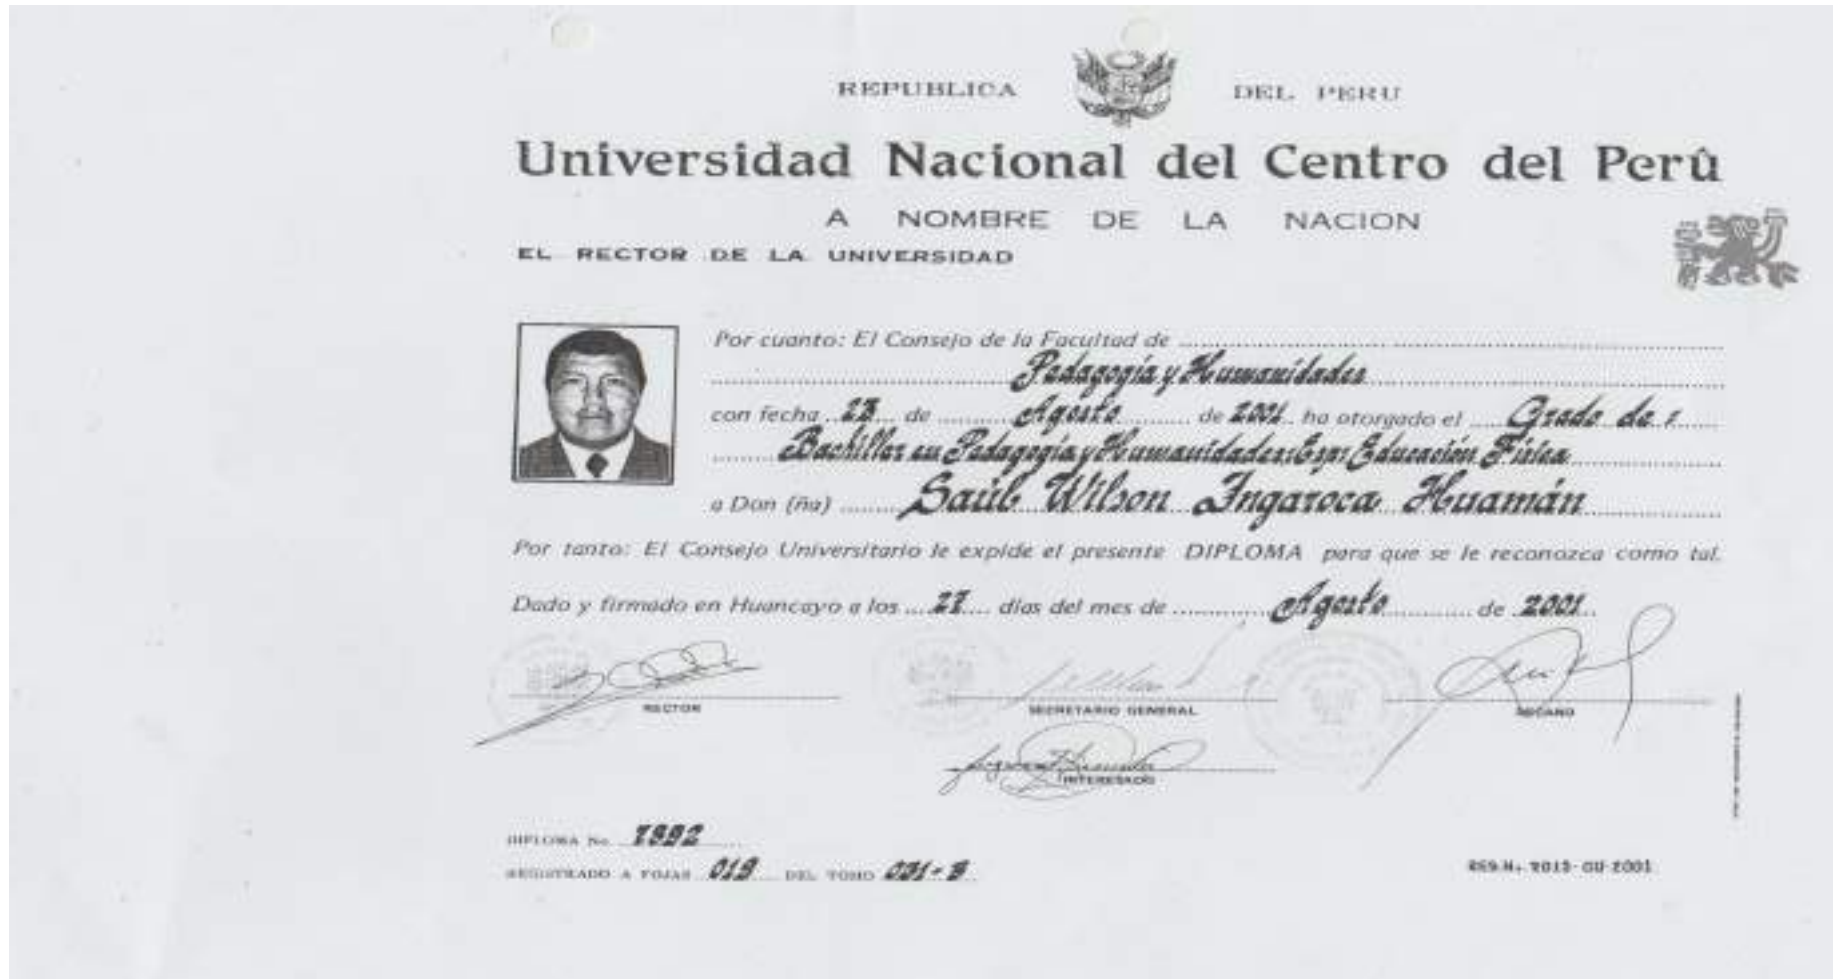 REPUBLICA DEL PERU
Universidad Nacional del Centro del Perû
A NOMBRE DE LA NACION
EL RECTOR DE LA UNIVERSIDAD
Por cuanto: El Consejo de la Facultad de
Pedagogía y Humanidades
con fecha 23 de Agosto de 2001 ha otorgado el Grado de :
Bachiller en Pedagogía y Humanidades: Esp: Educación Física
a Don (ña) Saúl Wilson Ingaroca Huamán
Por tanto: El Consejo Universitario le expide el presente DIPLOMA para que se le reconozca como tal.
Dado y firmado en Huancayo a los 27 días del mes de Agosto de 2001
RECTOR
SECRETARIO GENERAL
DECANO
INTERESADO
DIPLOMA No.
REGISTRADO A FOJAS 019 DEL TOMO 031-B